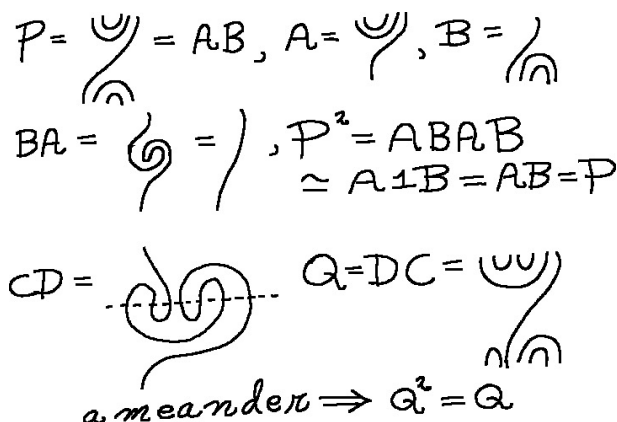 P = = AB, A = , B =
BA = = , P² = ABAB
≃ A1B = AB = P
CD = Q = DC =
a meander ⇒ Q² = Q